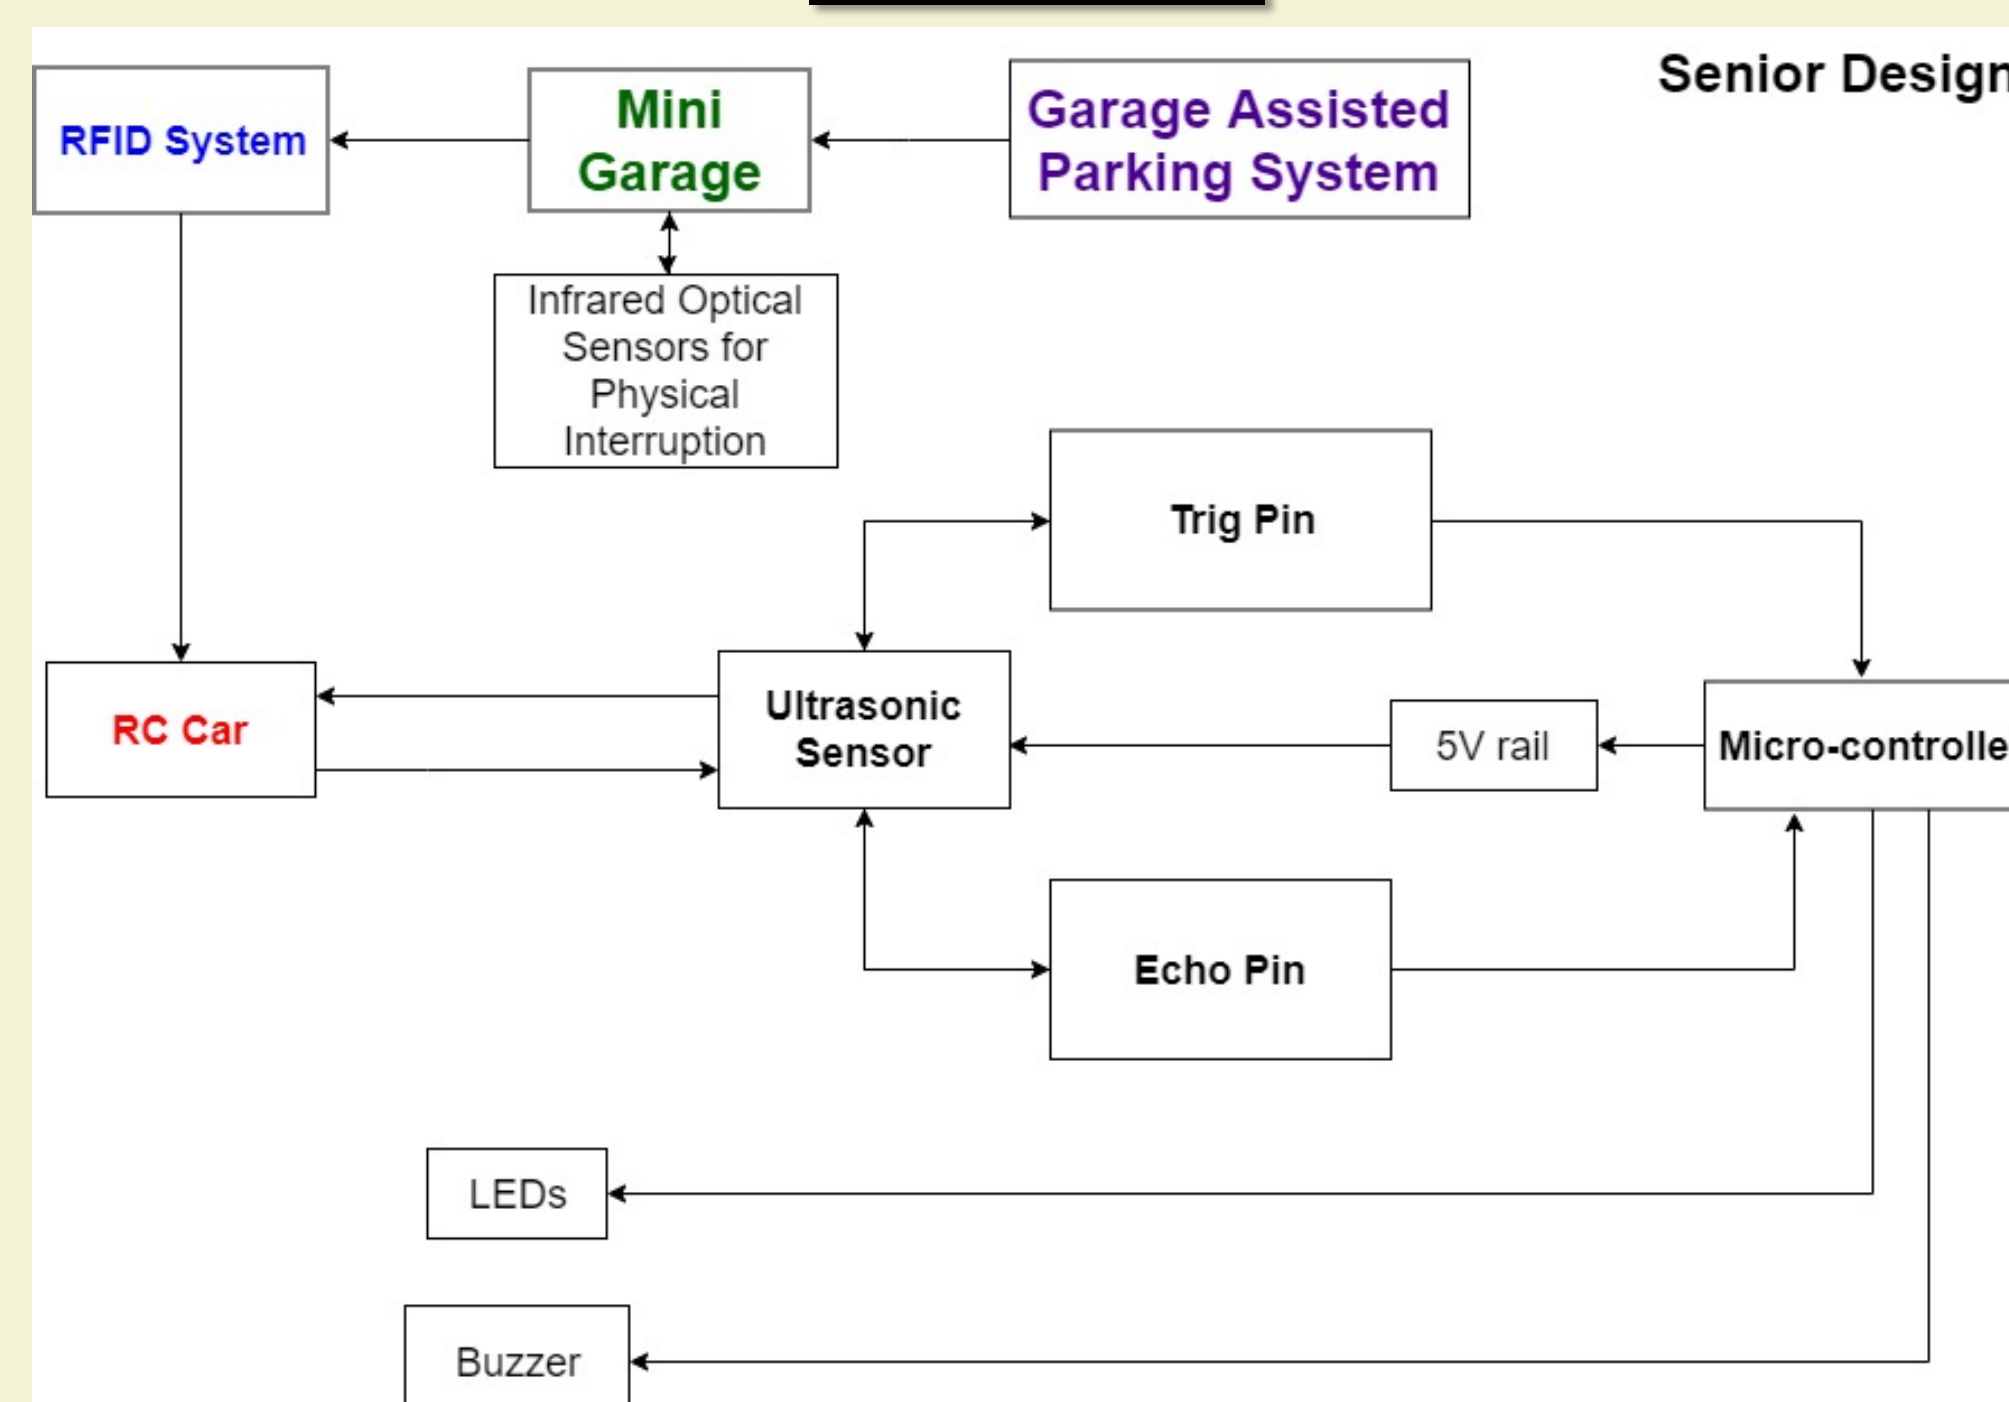 Senior Design
RFID System
Mini
Garage
Garage Assisted
Parking System
Infrared Optical
Sensors for
Physical
Interruption
Trig Pin
RC Car
Ultrasonic
Sensor
5V rail
Micro-controlle
Echo Pin
LEDs
Buzzer